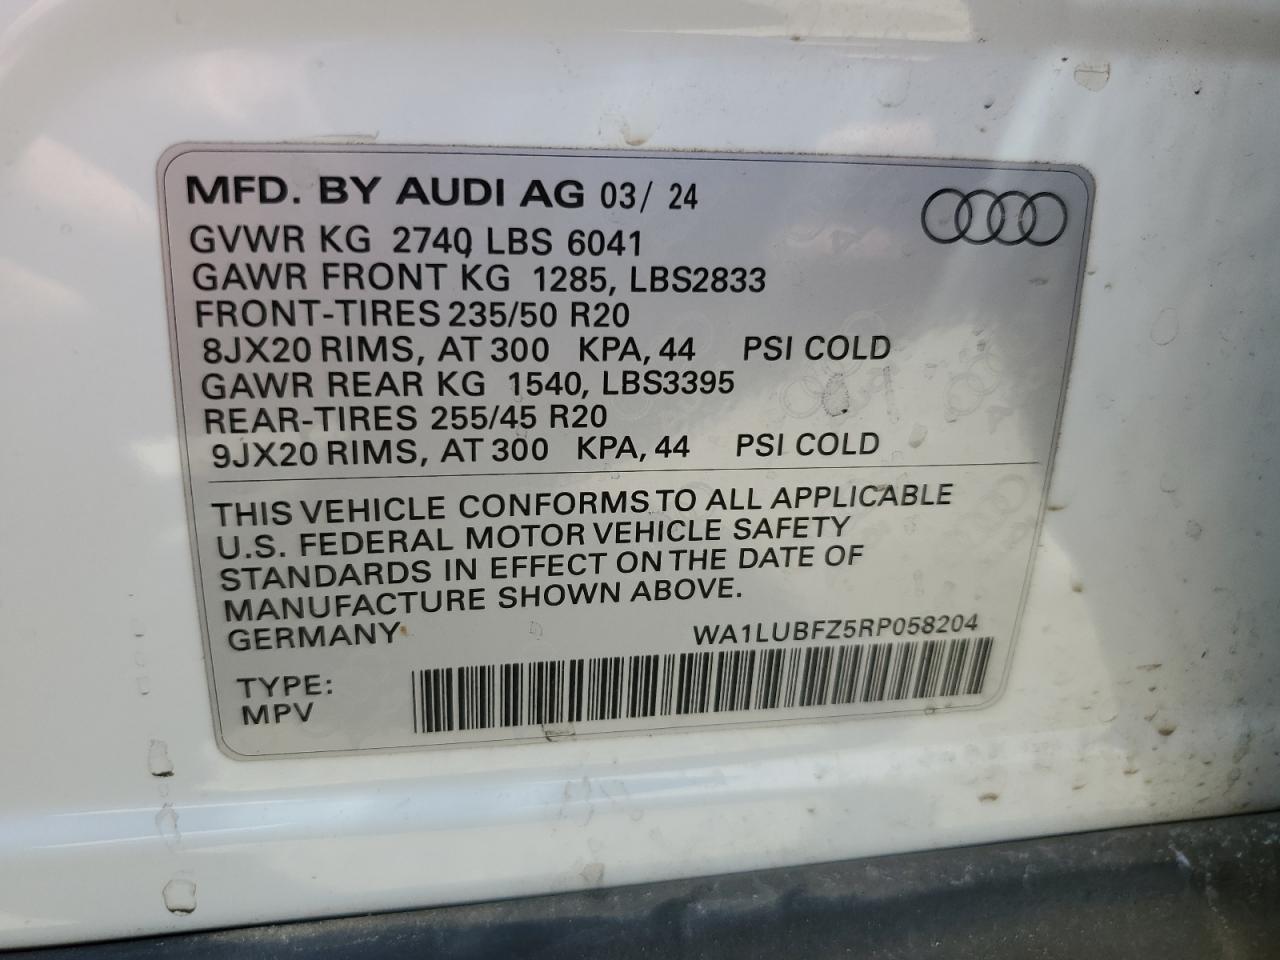 MFD. BY AUDI AG 03/ 24
GVWR KG 2740 LBS 6041
GAWR FRONT KG 1285, LBS2833
FRONT-TIRES 235/50 R20
8JX20 RIMS, AT 300 KPA, 44 PSI COLD
GAWR REAR KG 1540, LBS3395
REAR-TIRES 255/45 R20
9JX20 RIMS, AT 300 KPA, 44 PSI COLD
THIS VEHICLE CONFORMS TO ALL APPLICABLE
U.S. FEDERAL MOTOR VEHICLE SAFETY
STANDARDS IN EFFECT ON THE DATE OF
MANUFACTURE SHOWN ABOVE.
GERMANY
WA1LUBFZ5RP058204
TYPE:
MPV